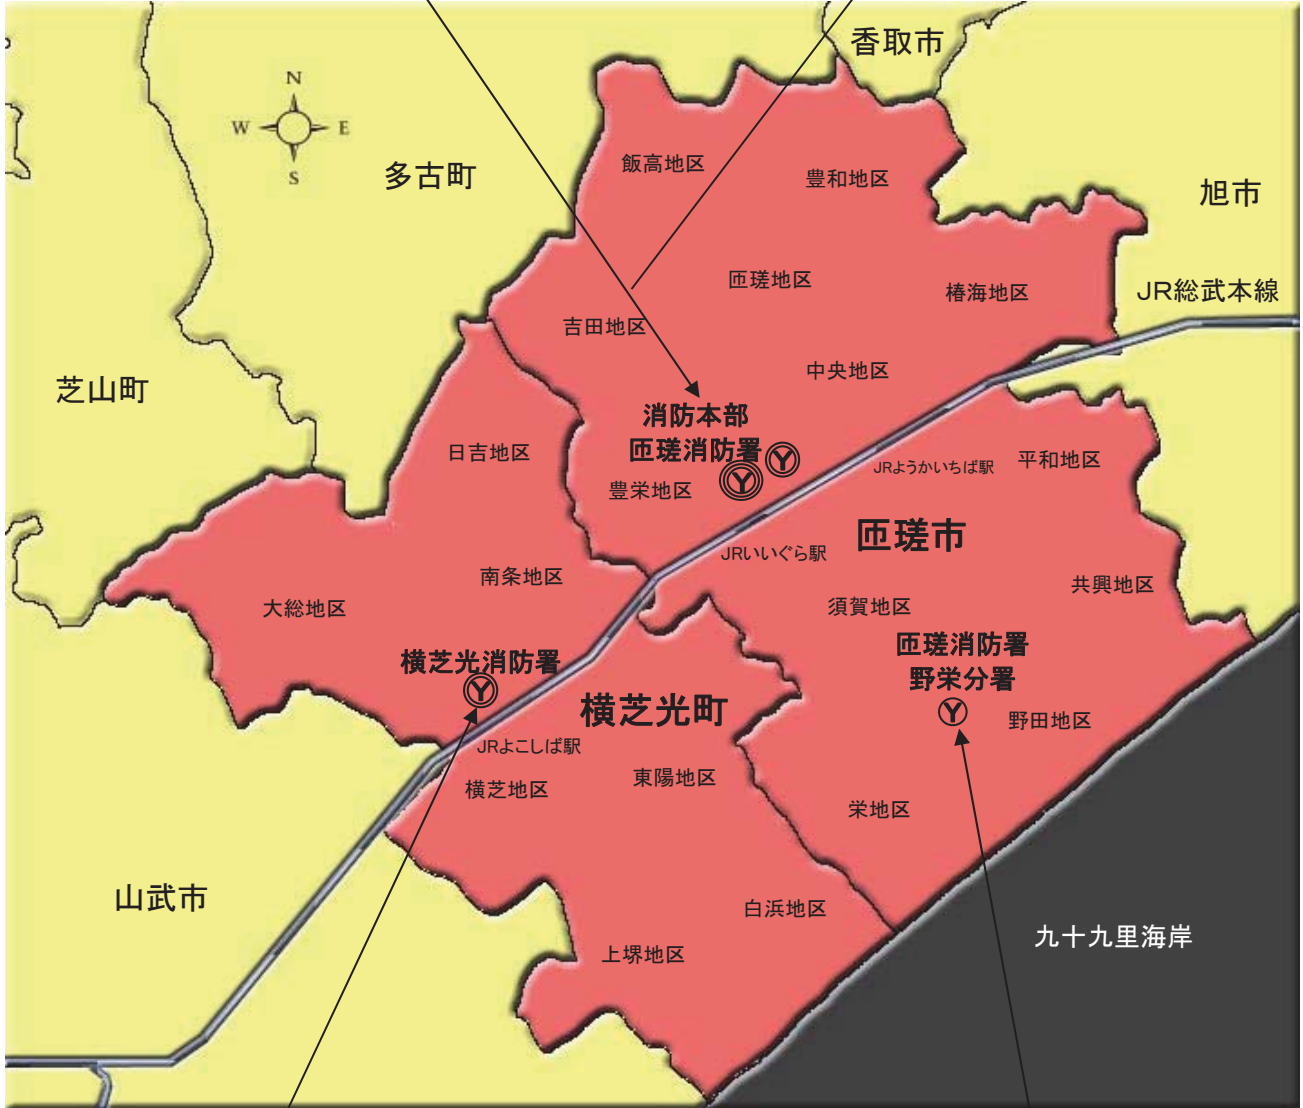 香取市
N
W
E
S
飯高地区
多古町
豊和地区
旭市
匝瑳地区
椿海地区
JR総武本線
吉田地区
中央地区
芝山町
消防本部
匝瑳消防署
日吉地区
JRようかいちば駅
平和地区
豊栄地区
Y
Y
匝瑳市
JRいいぐら駅
南条地区
共興地区
大総地区
須賀地区
匝瑳消防署
野栄分署
横芝光消防署
Y
横芝光町
Y
野田地区
JRよこしば駅
東陽地区
横芝地区
栄地区
山武市
白浜地区
九十九里海岸
上堺地区